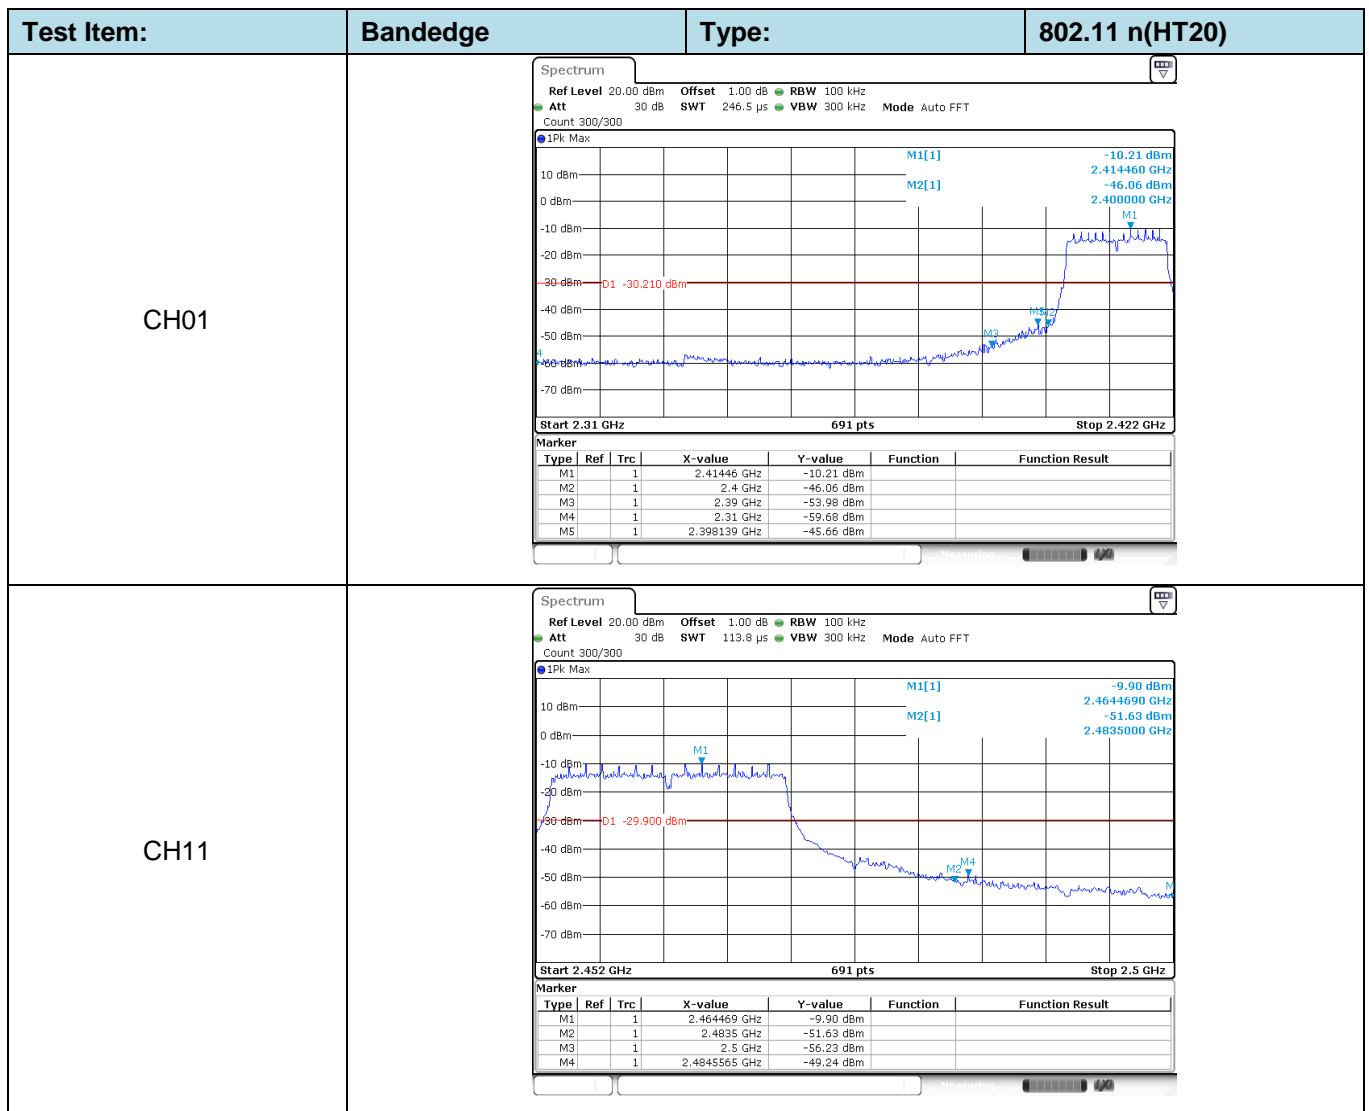 Test Item: Bandedge Type: 802.11 n(HT20)
CH01
Spectrum
Ref Level 20.00 dBm Offset 1.00 dB RBW 100 kHz
Att 30 dB SWT 246.5 µs VBW 300 kHz Mode Auto FFT
Count 300/300
1Pk Max
M1[1] -10.21 dBm
2.414460 GHz
M2[1] -46.06 dBm
2.400000 GHz
10 dBm
0 dBm
M1
-10 dBm
-20 dBm
-30 dBm
D1 -30.210 dBm
-40 dBm
M5 M2
-50 dBm
M3
4
-60 dBm
-70 dBm
Start 2.31 GHz 691 pts Stop 2.422 GHz
Marker
Type Ref Trc X-value Y-value Function Function Result
M1 1 2.41446 GHz -10.21 dBm
M2 1 2.4 GHz -46.06 dBm
M3 1 2.39 GHz -53.98 dBm
M4 1 2.31 GHz -59.68 dBm
M5 1 2.398139 GHz -45.66 dBm
Measuring...
CH11
Spectrum
Ref Level 20.00 dBm Offset 1.00 dB RBW 100 kHz
Att 30 dB SWT 113.8 µs VBW 300 kHz Mode Auto FFT
Count 300/300
1Pk Max
M1[1] -9.90 dBm
2.4644690 GHz
M2[1] -51.63 dBm
2.4835000 GHz
10 dBm
0 dBm
M1
-10 dBm
-20 dBm
-30 dBm
D1 -29.900 dBm
-40 dBm
M2 M4
-50 dBm
M
-60 dBm
-70 dBm
Start 2.452 GHz 691 pts Stop 2.5 GHz
Marker
Type Ref Trc X-value Y-value Function Function Result
M1 1 2.464469 GHz -9.90 dBm
M2 1 2.4835 GHz -51.63 dBm
M3 1 2.5 GHz -56.23 dBm
M4 1 2.4845565 GHz -49.24 dBm
Measuring...